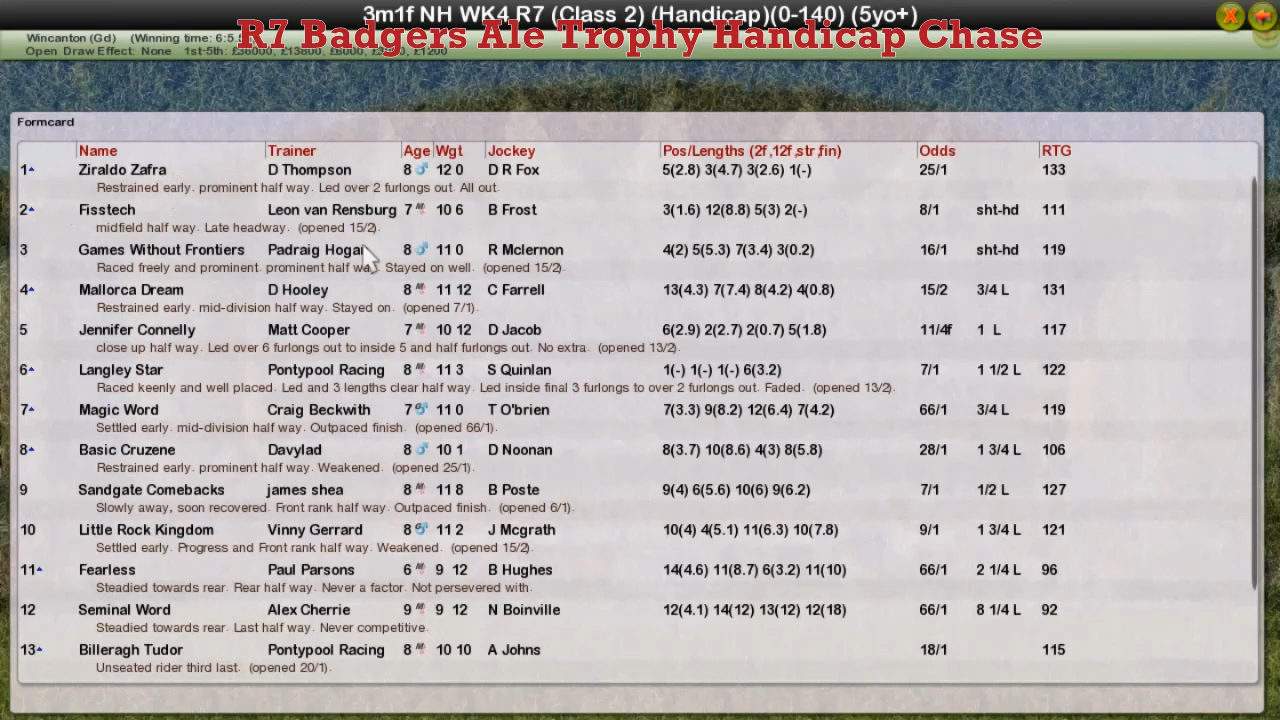 3m1f NH WK4 R7 (Class 2) (Handicap)(0-140) (5yo+)
R7 Badgers Ale Trophy Handicap Chase
Wincanton (Gd) (Winning time: 6:5.5
Open Draw Effect: None 1st-5th: £36000, £13800, £6000, £1200
Formcard
Name Trainer Age Wgt Jockey Pos/Lengths (2f,12f,str,fin) Odds RTG
1 Ziraldo Zafra D Thompson 8 12 0 D R Fox 5(2.8) 3(4.7) 3(2.6) 1(-) 25/1 133
Restrained early. prominent half way. Led over 2 furlongs out. All out.
2 Fisstech Leon van Rensburg 7 10 6 B Frost 3(1.6) 12(8.8) 5(3) 2(-) 8/1 sht-hd 111
midfield half way. Late headway. (opened 15/2).
3 Games Without Frontiers Padraig Hogan 8 11 0 R Mclernon 4(2) 5(5.3) 7(3.4) 3(0.2) 16/1 sht-hd 119
Raced freely and prominent. prominent half way. Stayed on well. (opened 15/2).
4 Mallorca Dream D Hooley 8 11 12 C Farrell 13(4.3) 7(7.4) 8(4.2) 4(0.8) 15/2 3/4 L 131
Restrained early. mid-division half way. Stayed on. (opened 7/1).
5 Jennifer Connelly Matt Cooper 7 10 12 D Jacob 6(2.9) 2(2.7) 2(0.7) 5(1.8) 11/4f 1 L 117
close up half way. Led over 6 furlongs out to inside 5 and half furlongs out. No extra. (opened 13/2).
6 Langley Star Pontypool Racing 8 11 3 S Quinlan 1(-) 1(-) 1(-) 6(3.2) 7/1 1 1/2 L 122
Raced keenly and well placed. Led and 3 lengths clear half way. Led inside final 3 furlongs to over 2 furlongs out. Faded. (opened 13/2).
7 Magic Word Craig Beckwith 7 11 0 T O'brien 7(3.3) 9(8.2) 12(6.4) 7(4.2) 66/1 3/4 L 119
Settled early. mid-division half way. Outpaced finish. (opened 66/1).
8 Basic Cruzene Davylad 8 10 1 D Noonan 8(3.7) 10(8.6) 4(3) 8(5.8) 28/1 1 3/4 L 106
Restrained early. prominent half way. Weakened. (opened 25/1).
9 Sandgate Comebacks james shea 8 11 8 B Poste 9(4) 6(5.6) 10(6) 9(6.2) 7/1 1/2 L 127
Slowly away, soon recovered. Front rank half way. Outpaced finish. (opened 6/1).
10 Little Rock Kingdom Vinny Gerrard 8 11 2 J Mcgrath 10(4) 4(5.1) 11(6.3) 10(7.8) 9/1 1 3/4 L 121
Settled early. Progress and Front rank half way. Weakened. (opened 15/2).
11 Fearless Paul Parsons 6 9 12 B Hughes 14(4.6) 11(8.7) 6(3.2) 11(10) 66/1 2 1/4 L 96
Steadied towards rear. Rear half way. Never a factor. Not persevered with.
12 Seminal Word Alex Cherrie 9 9 12 N Boinville 12(4.1) 14(12) 13(12) 12(18) 66/1 8 1/4 L 92
Steadied towards rear. Last half way. Never competitive.
13 Billeragh Tudor Pontypool Racing 8 10 10 A Johns 18/1 115
Unseated rider third last. (opened 20/1).